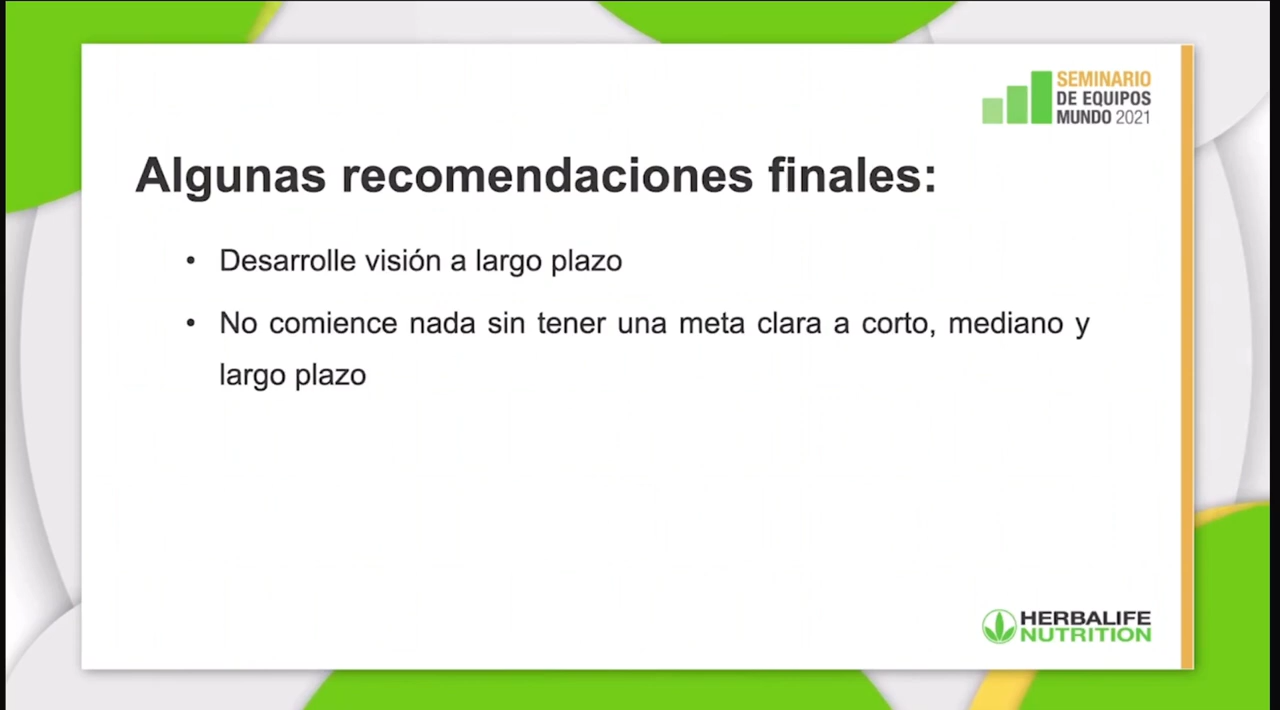 SEMINARIO
DE EQUIPOS
MUNDO 2021
Algunas recomendaciones finales:
• Desarrolle visión a largo plazo
• No comience nada sin tener una meta clara a corto, mediano y
largo plazo
HERBALIFE
NUTRITION